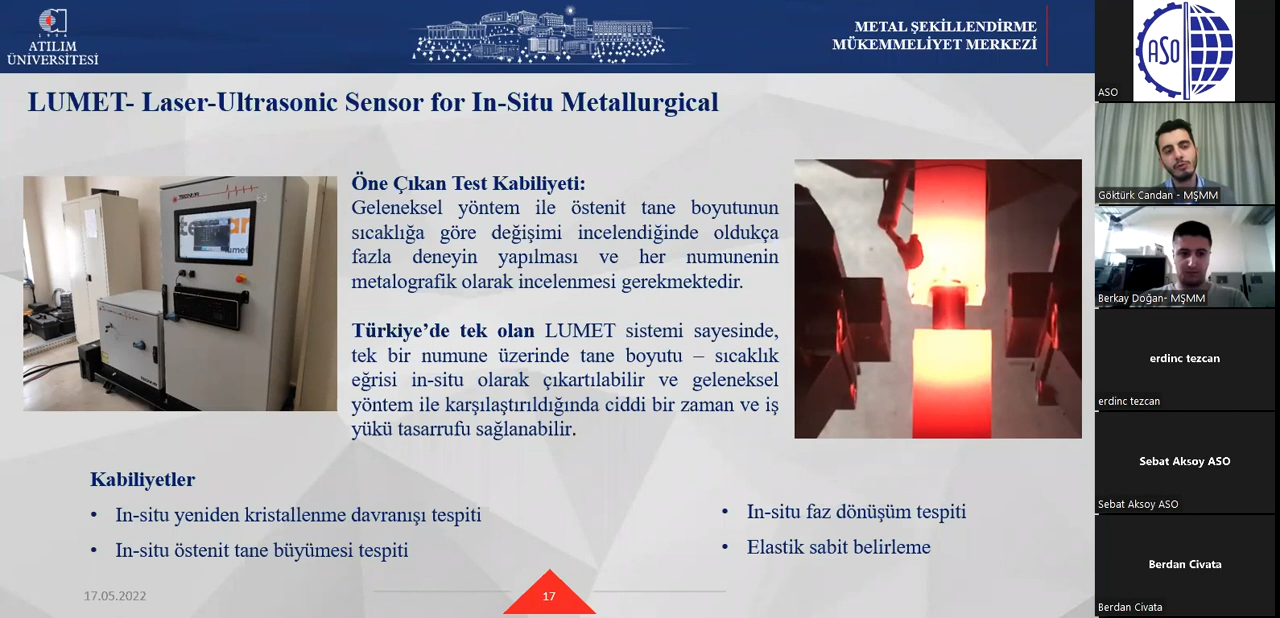 1996
ATILIM
ÜNİVERSİTESİ
METAL ŞEKİLLENDİRME
MÜKEMMELİYET MERKEZİ
LUMET- Laser-Ultrasonic Sensor for In-Situ Metallurgical
Öne Çıkan Test Kabiliyeti:
Geleneksel yöntem ile östenit tane boyutunun
sıcaklığa göre değişimi incelendiğinde oldukça
fazla deneyin yapılması ve her numunenin
metalografik olarak incelenmesi gerekmektedir.
Türkiye’de tek olan LUMET sistemi sayesinde,
tek bir numune üzerinde tane boyutu – sıcaklık
eğrisi in-situ olarak çıkartılabilir ve geleneksel
yöntem ile karşılaştırıldığında ciddi bir zaman ve iş
yükü tasarrufu sağlanabilir.
Kabiliyetler
• In-situ yeniden kristallenme davranışı tespiti
• In-situ östenit tane büyümesi tespiti
• In-situ faz dönüşüm tespiti
• Elastik sabit belirleme
17.05.2022
17
ASO
ASO
Göktürk Candan - MŞMM
Berkay Doğan- MŞMM
erdinc tezcan
erdinc tezcan
Sebat Aksoy ASO
Sebat Aksoy ASO
Berdan Civata
Berdan Civata